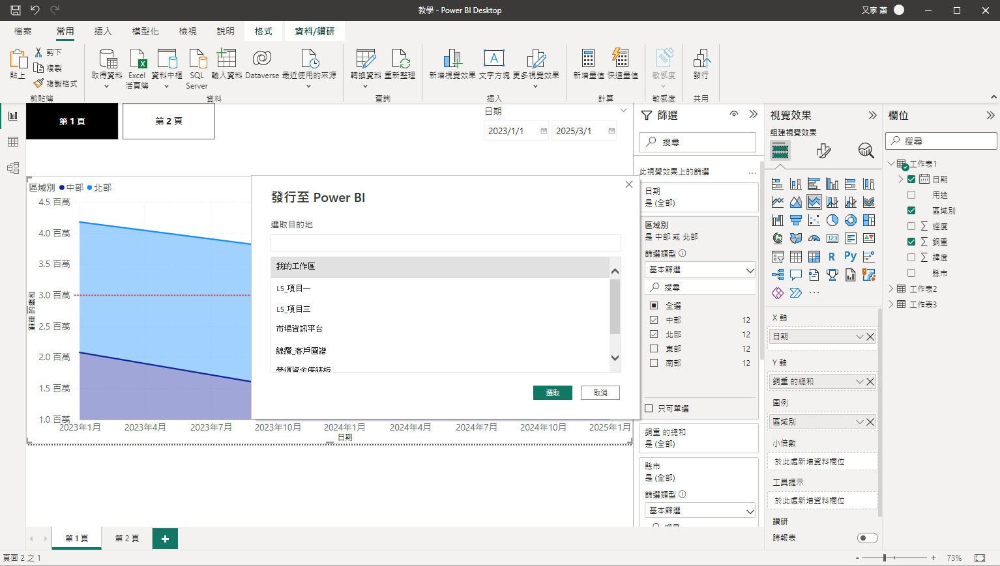 教學 - Power BI Desktop
又寧 蕭
檔案 常用 插入 模型化 檢視 說明 格式 資料/鑽研
貼上
剪下
複製
複製格式
剪貼簿
取得資料
Excel
活頁簿
資料中樞
SQL
Server
輸入資料
Dataverse
最近使用的來源
資料
轉換資料
重新整理
查詢
新增視覺效果
文字方塊
更多視覺效果
插入
新增量值
快速量值
計算
敏感度
敏感度
發行
共用
第 1 頁
第 2 頁
日期
2023/1/1
2025/3/1
區域別 中部 北部
4.5 百萬
4.0 百萬
3.5 百萬
3.0 百萬
2.5 百萬
2.0 百萬
1.5 百萬
1.0 百萬
銅重 的總和
2023年1月
2023年4月
2023年7月
2023年10月
2024年1月
2024年4月
2024年7月
2024年10月
2025年1月
日期
發行至 Power BI
選取目的地
我的工作區
L5_項目一
L5_項目三
市場資訊平台
線纜_客戶圖譜
營運資金儀錶板
選取
取消
篩選
搜尋
此視覺效果上的篩選
...
日期
是 (全部)
區域別
是 中部 或 北部
篩選類型
基本篩選
搜尋
全選
中部 12
北部 12
東部 12
南部 12
只可單選
銅重 的總和
是 (全部)
縣市
是 (全部)
篩選類型
基本篩選
搜尋
視覺效果
組建視覺效果
123
R
Py
...
X 軸
日期
Y 軸
銅重 的總和
圖例
區域別
小倍數
於此處新增資料欄位
工具提示
於此處新增資料欄位
鑽研
跨報表
欄位
搜尋
工作表1
日期
用途
區域別
經度
銅重
緯度
縣市
工作表2
工作表3
第 1 頁
第 2 頁
頁面 2 之 1
- + 73%